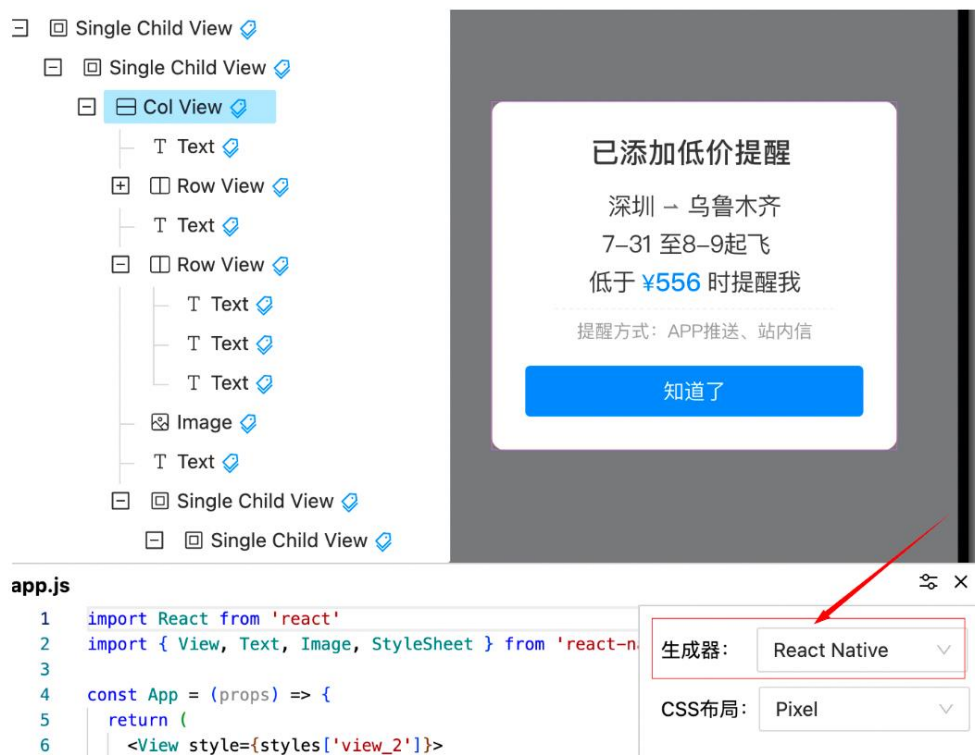 Single Child View
Single Child View
Col View
T Text
Row View
T Text
Row View
T Text
T Text
T Text
Image
T Text
Single Child View
Single Child View
已添加低价提醒
深圳 ⇀ 乌鲁木齐
7-31 至8-9起飞
低于 ¥556 时提醒我
提醒方式：APP推送、站内信
知道了
app.js
1 import React from 'react'
2 import { View, Text, Image, StyleSheet } from 'react-n
3
4 const App = (props) => {
5 return (
6 <View style={styles['view_2']}>
生成器： React Native
CSS布局： Pixel